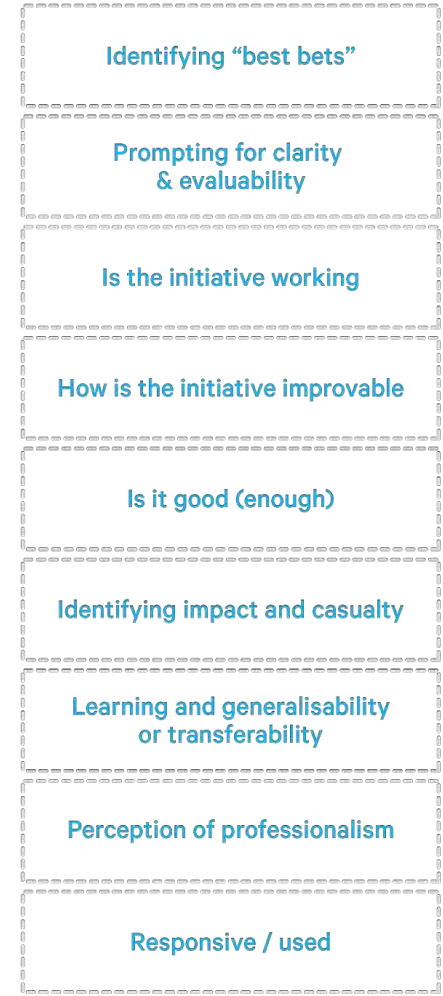 Identifying “best bets”
Prompting for clarity
& evaluability
Is the initiative working
How is the initiative improvable
Is it good (enough)
Identifying impact and casualty
Learning and generalisability
or transferability
Perception of professionalism
Responsive / used